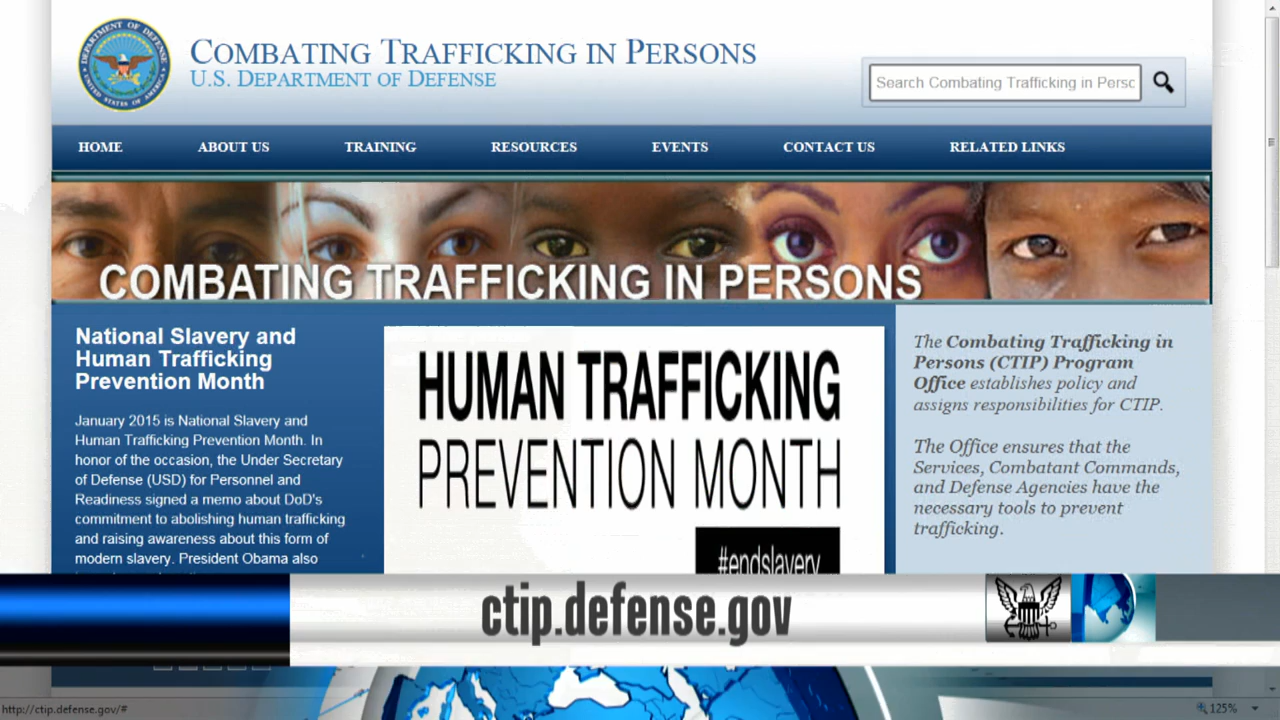 COMBATING TRAFFICKING IN PERSONS
U.S. DEPARTMENT OF DEFENSE
Search Combating Trafficking in Perso
HOME ABOUT US TRAINING RESOURCES EVENTS CONTACT US RELATED LINKS
COMBATING TRAFFICKING IN PERSONS
National Slavery and
Human Trafficking
Prevention Month
January 2015 is National Slavery and
Human Trafficking Prevention Month. In
honor of the occasion, the Under Secretary
of Defense (USD) for Personnel and
Readiness signed a memo about DoD's
commitment to abolishing human trafficking
and raising awareness about this form of
modern slavery. President Obama also
HUMAN TRAFFICKING
PREVENTION MONTH
#endslavery
The Combating Trafficking in
Persons (CTIP) Program
Office establishes policy and
assigns responsibilities for CTIP.
The Office ensures that the
Services, Combatant Commands,
and Defense Agencies have the
necessary tools to prevent
trafficking.
ctip.defense.gov
http://ctip.defense.gov/#
125%